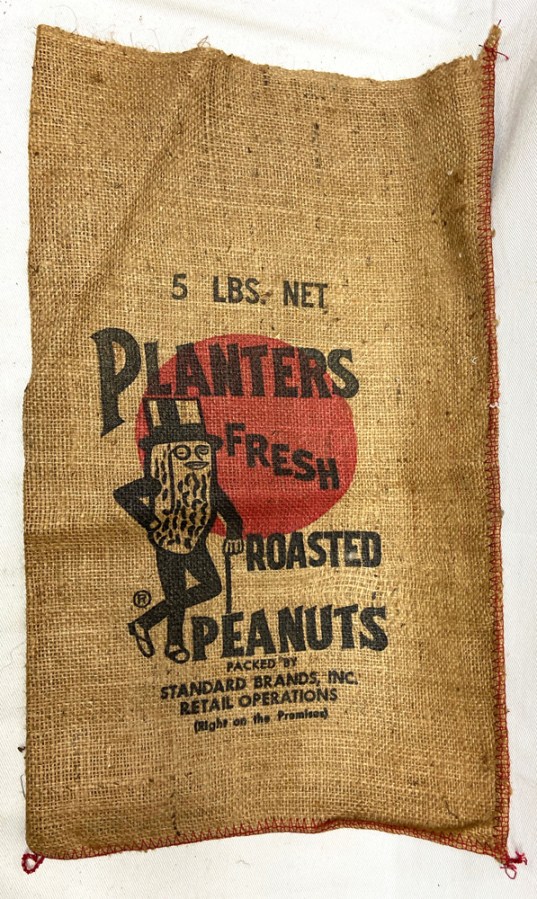 5 LBS. NET
PLANTERS
FRESH
ROASTED
®
PEANUTS
PACKED BY
STANDARD BRANDS, INC.
RETAIL OPERATIONS
(Right on the Premises)